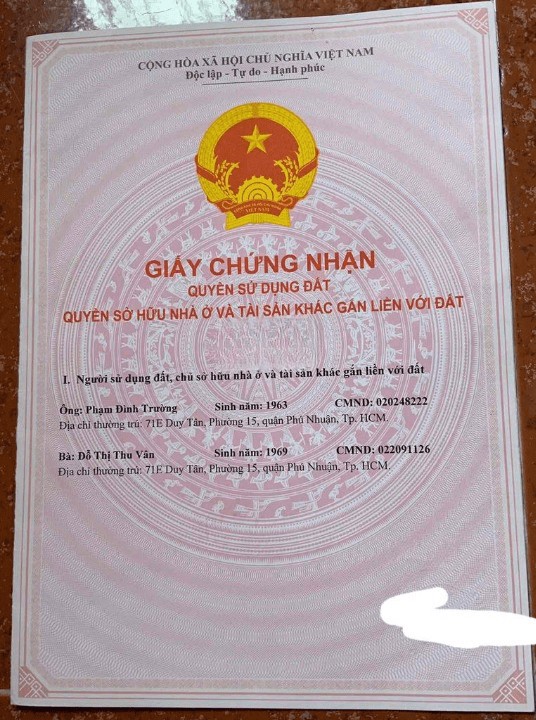 CỘNG HÒA XÃ HỘI CHỦ NGHĨA VIỆT NAM
Độc lập - Tự do - Hạnh phúc
VIỆT NAM
GIẤY CHỨNG NHẬN
QUYỀN SỬ DỤNG ĐẤT
QUYỀN SỞ HỮU NHÀ Ở VÀ TÀI SẢN KHÁC GẮN LIỀN VỚI ĐẤT
I. Người sử dụng đất, chủ sở hữu nhà ở và tài sản khác gắn liền với đất
Ông: Phạm Đình Trường Sinh năm: 1963 CMND: 020248222
Địa chỉ thường trú: 71E Duy Tân, Phường 15, quận Phú Nhuận, Tp. HCM.
Bà: Đỗ Thị Thu Vân Sinh năm: 1969 CMND: 022091126
Địa chỉ thường trú: 71E Duy Tân, Phường 15, quận Phú Nhuận, Tp. HCM.